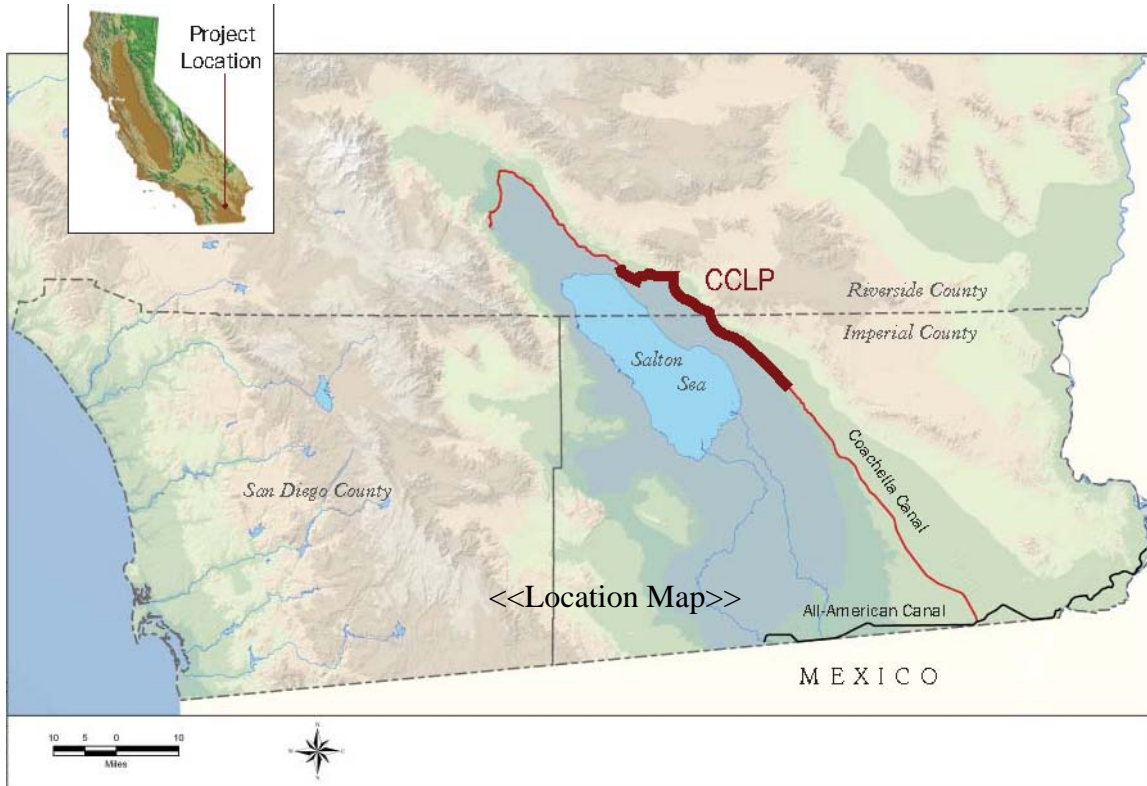 Project
Location
CCLP
Riverside County
Imperial County
Salton
Sea
San Diego County
Coachella Canal
<<Location Map>>
All-American Canal
MEXICO
10 5 0 10
Miles
N